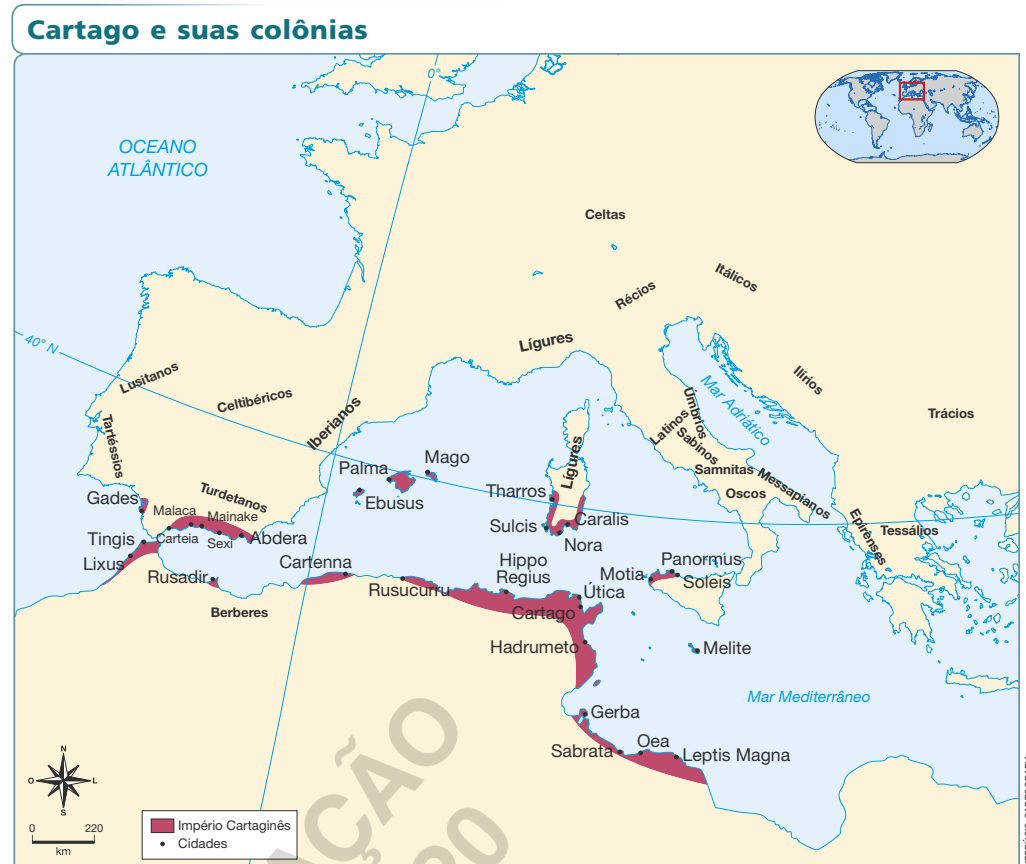 Cartago e suas colônias
0°
OCEANO
ATLÂNTICO
Celtas
Itálicos
Récios
40° N
Lígures
Ilírios
Lusitanos
Celtibéricos
Mar Adriático
Trácios
Tartéssios
Iberianos
Úmbrios
Latinos
Sabinos
Lígures
Mago
Palma
Samnitas
Messapianos
Ebusus
Tharros
Oscos
Gades
Turdetanos
Malaca
Mainake
Sulcis
Caralis
Epirenses
Tessálios
Tingis
Carteia
Sexi
Abdera
Nora
Lixus
Cartenna
Hippo
Regius
Panormus
Motia
Soleis
Rusadir
Rusucurru
Útica
Berberes
Cartago
Hadrumeto
Melite
Mar Mediterrâneo
Gerba
Sabrata
Oea
Leptis Magna
N
O
L
S
0 220
km
Império Cartaginês
Cidades
AÇÃO
20